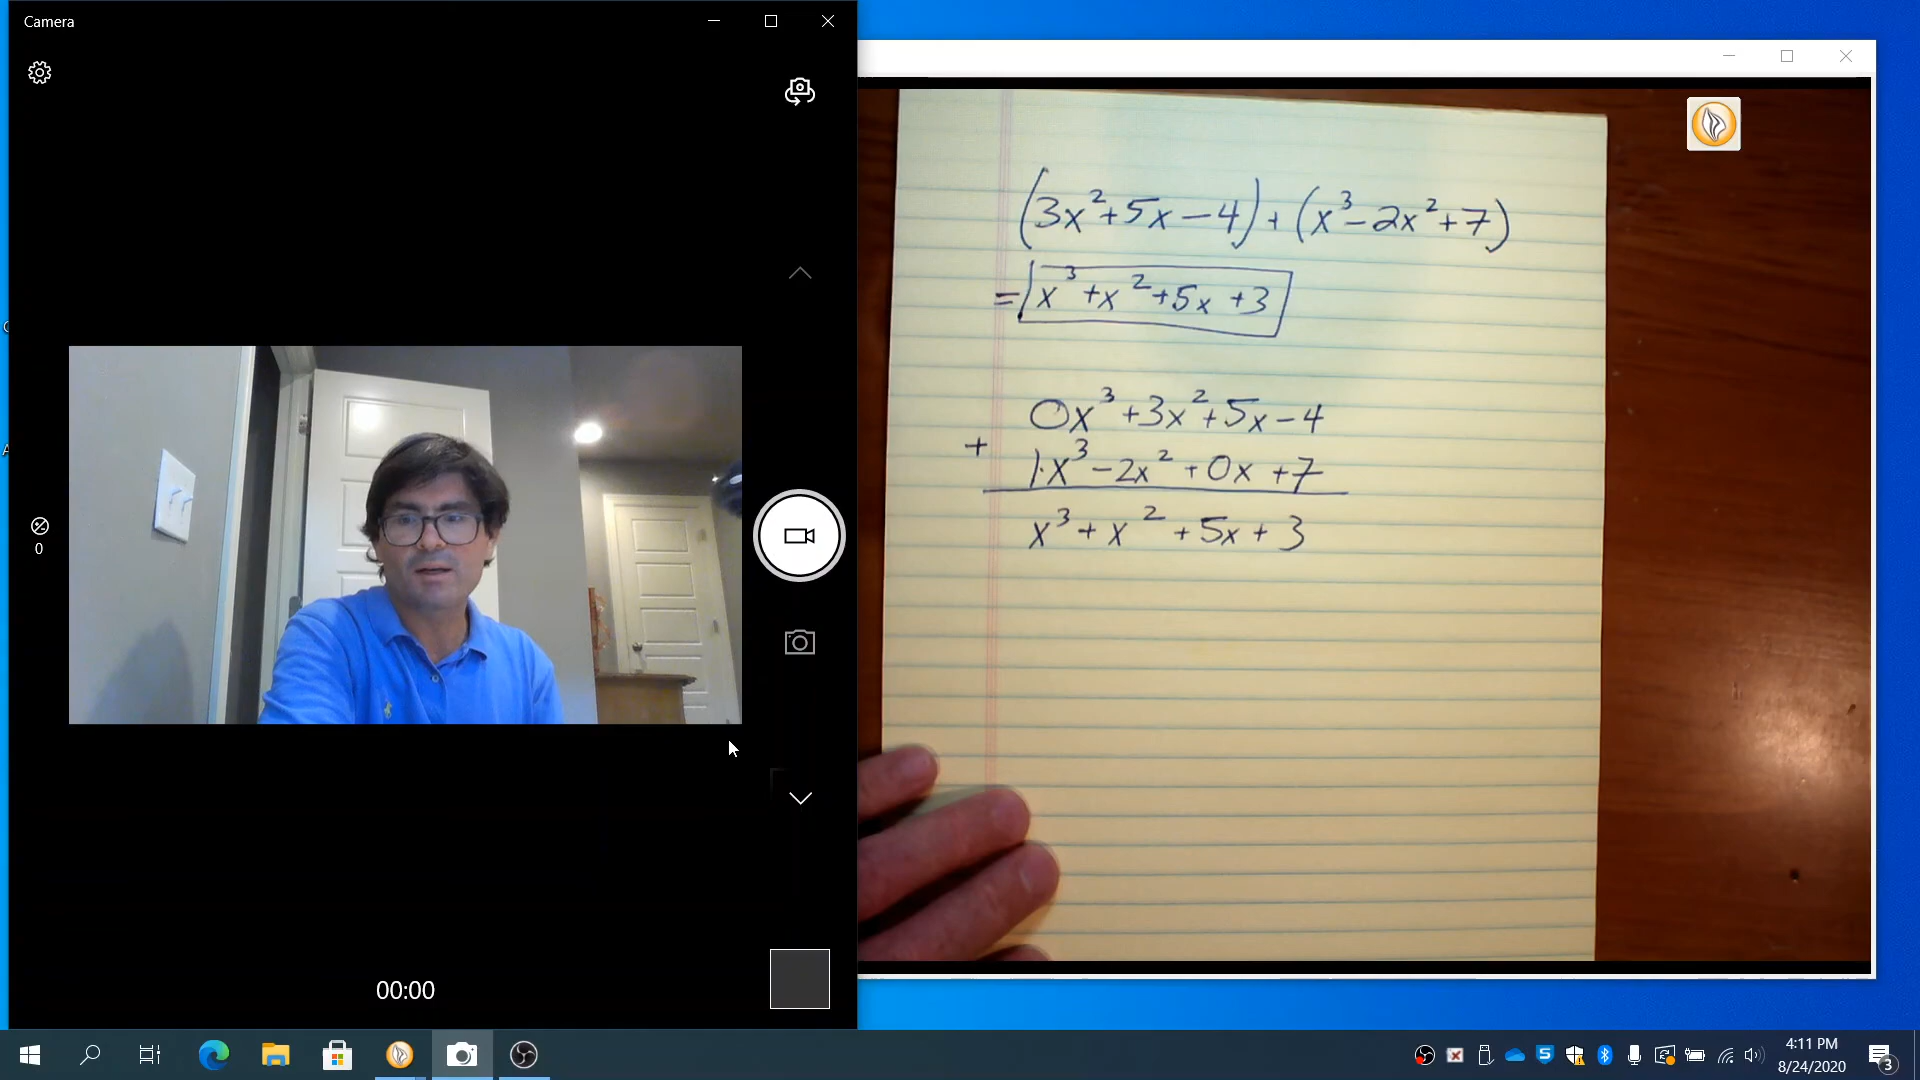 Camera
(3x²+5x-4)+(x³-2x²+7)
=x³+x²+5x+3
0x³+3x²+5x-4
+
1·x³-2x²+0x+7
x³+x²+5x+3
0
00:00
4:11 PM
8/24/2020
3